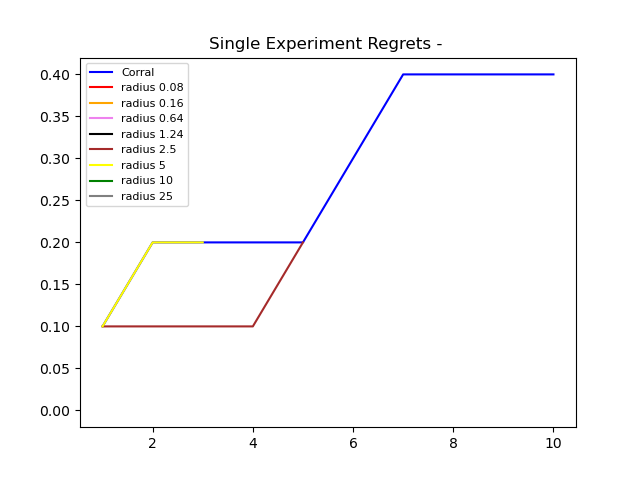 Single Experiment Regrets -
Corral
radius 0.08
radius 0.16
radius 0.64
radius 1.24
radius 2.5
radius 5
radius 10
radius 25
0.40
0.35
0.30
0.25
0.20
0.15
0.10
0.05
0.00
2 4 6 8 10